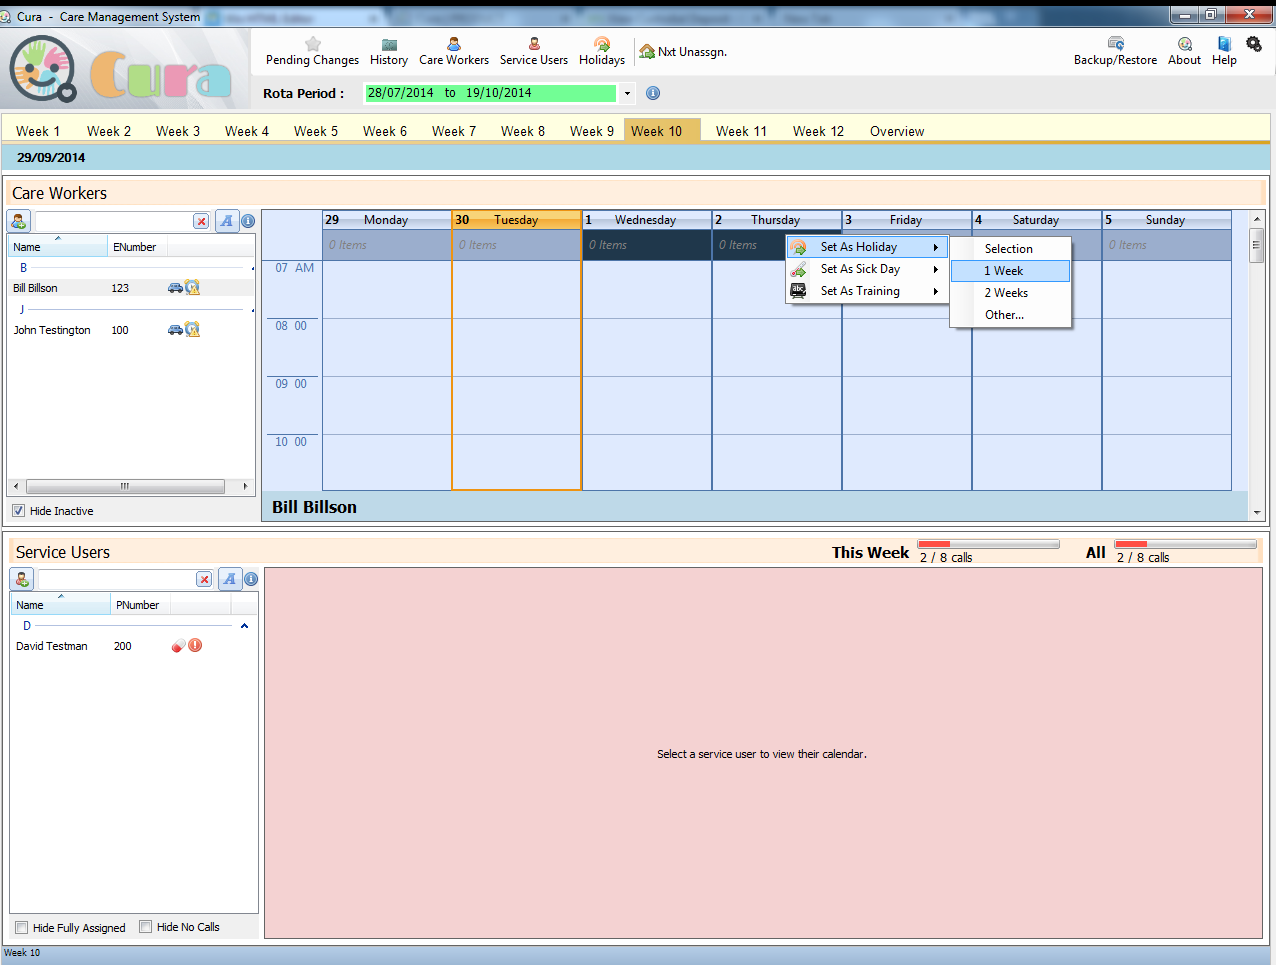 Cura - Care Management System
Cura
Pending Changes History Care Workers Service Users Holidays Nxt Unassgn. Backup/Restore About Help
Rota Period : 28/07/2014 to 19/10/2014
Week 1 Week 2 Week 3 Week 4 Week 5 Week 6 Week 7 Week 8 Week 9 Week 10 Week 11 Week 12 Overview
29/09/2014
Care Workers
A
Name ENumber
B
Bill Billson 123
J
John Testington 100
Hide Inactive
29 Monday 30 Tuesday 1 Wednesday 2 Thursday 3 Friday 4 Saturday 5 Sunday
0 Items 0 Items 0 Items 0 Items 0 Items
07 AM
08 00
09 00
10 00
Set As Holiday
Set As Sick Day
abc Set As Training
Selection
1 Week
2 Weeks
Other...
Bill Billson
Service Users
This Week 2 / 8 calls All 2 / 8 calls
A
Name PNumber
D
David Testman 200
Select a service user to view their calendar.
Hide Fully Assigned Hide No Calls
Week 10